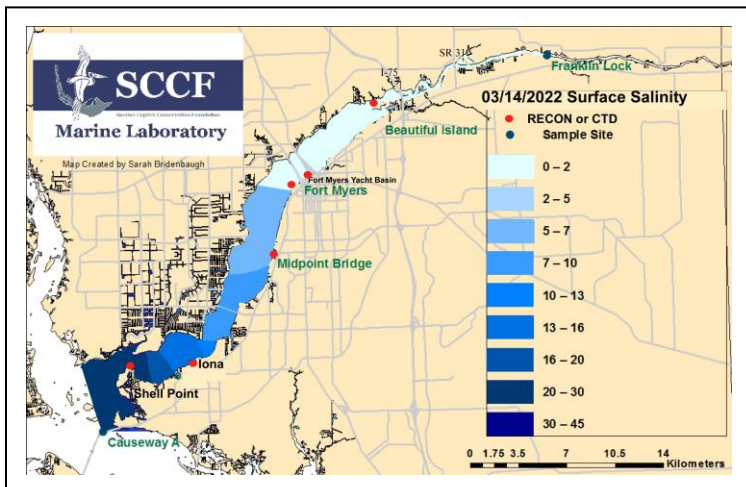 SCCF
Marine Laboratory
Map Created by Sarah Bridenbaugh
I-75
SR 31
Franklin Lock
Beautiful Island
Fort Myers Yacht Basin
Fort Myers
Midpoint Bridge
Iona
Shell Point
Causeway A
03/14/2022 Surface Salinity
RECON or CTD
Sample Site
0 – 2
2 – 5
5 – 7
7 – 10
10 – 13
13 – 16
16 – 20
20 – 30
30 – 45
0 1.75 3.5 7 10.5 14
Kilometers